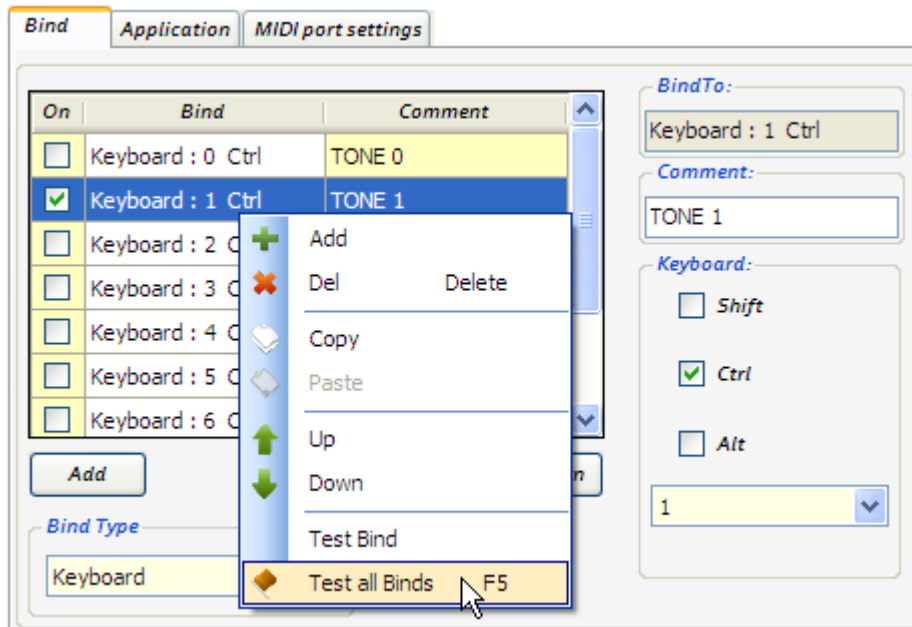 Bind Application MIDI port settings
On Bind Comment
Keyboard : 0 Ctrl TONE 0
Keyboard : 1 Ctrl TONE 1
Keyboard : 2 C
Keyboard : 3 C
Keyboard : 4 C
Keyboard : 5 C
Keyboard : 6 C
Add
Del Delete
Copy
Paste
Up
Down
Test Bind
Test all Binds F5
Add n
Bind Type
Keyboard
BindTo:
Keyboard : 1 Ctrl
Comment:
TONE 1
Keyboard:
Shift
Ctrl
Alt
1